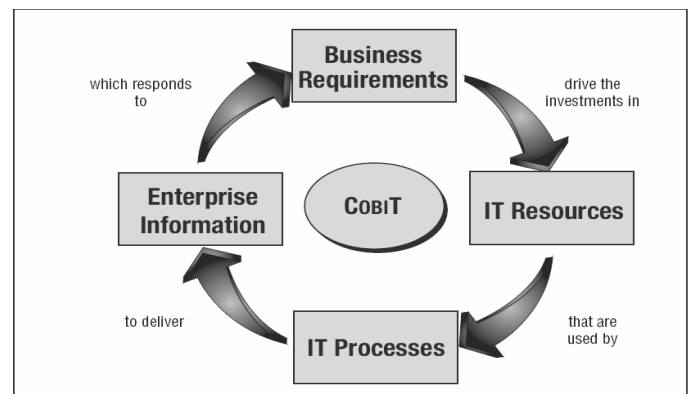 Business
Requirements
which responds
to
drive the
investments in
Enterprise
Information
COBIT
IT Resources
to deliver
IT Processes
that are
used by